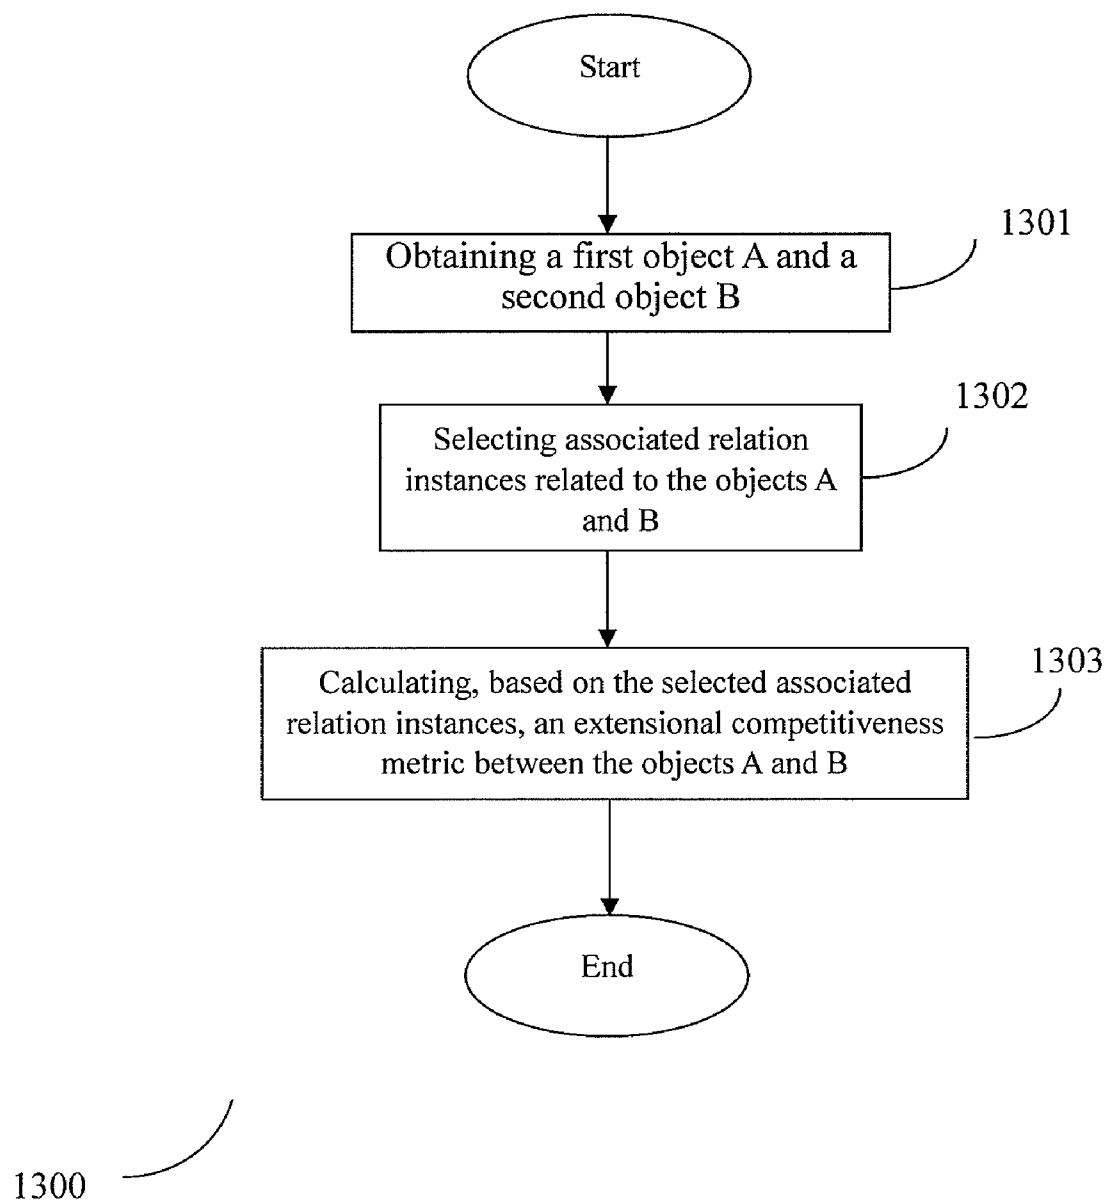 Start
1301
Obtaining a first object A and a
second object B
1302
Selecting associated relation
instances related to the objects A
and B
1303
Calculating, based on the selected associated
relation instances, an extensional competitiveness
metric between the objects A and B
End
1300